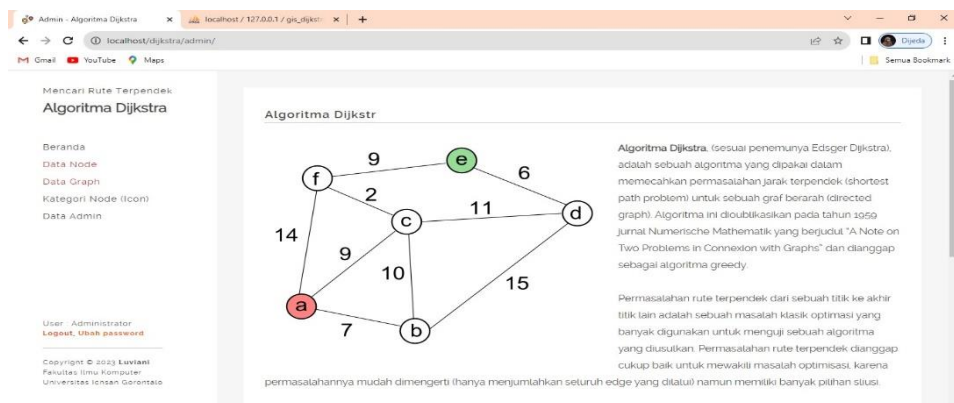 Admin - Algoritma Dijkstra
localhost / 127.0.0.1 / gis_dijkstr
localhost/dijkstra/admin/
Dijeda
Gmail
YouTube
Maps
Semua Bookmark
Mencari Rute Terpendek
Algoritma Dijkstra
Beranda
Data Node
Data Graph
Kategori Node (Icon)
Data Admin
User : Administrator
Logout, Ubah password
Copyright © 2023 Luviani
Fakultas Ilmu Komputer
Universitas Ichsan Gorontalo
Algoritma Dijkstr
9
e
6
f
2
c
11
d
14
9
10
15
a
7
b
Algoritma Dijkstra, (sesuai penemunya Edsger Dijkstra),
adalah sebuah algoritma yang dipakai dalam
memecahkan permasalahan jarak terpendek (shortest
path problem) untuk sebuah graf berarah (directed
graph). Algoritma ini dioublikasikan pada tahun 1959
jurnal Numerische Mathematik yang berjudul "A Note on
Two Problems in Connexion with Graphs" dan dianggap
sebagai algoritma greedy.
Permasalahan rute terpendek dari sebuah titik ke akhir
titik lain adalah sebuah masalah klasik optimasi yang
banyak digunakan untuk menguji sebuah algoritma
yang diusulkan. Permasalahan rute terpendek dianggap
cukup baik untuk mewakili masalah optimisasi, karena
permasalahannya mudah dimengerti (hanya menjumlahkan seluruh edge yang dilalui) namun memiliki banyak pilihan sliusi.